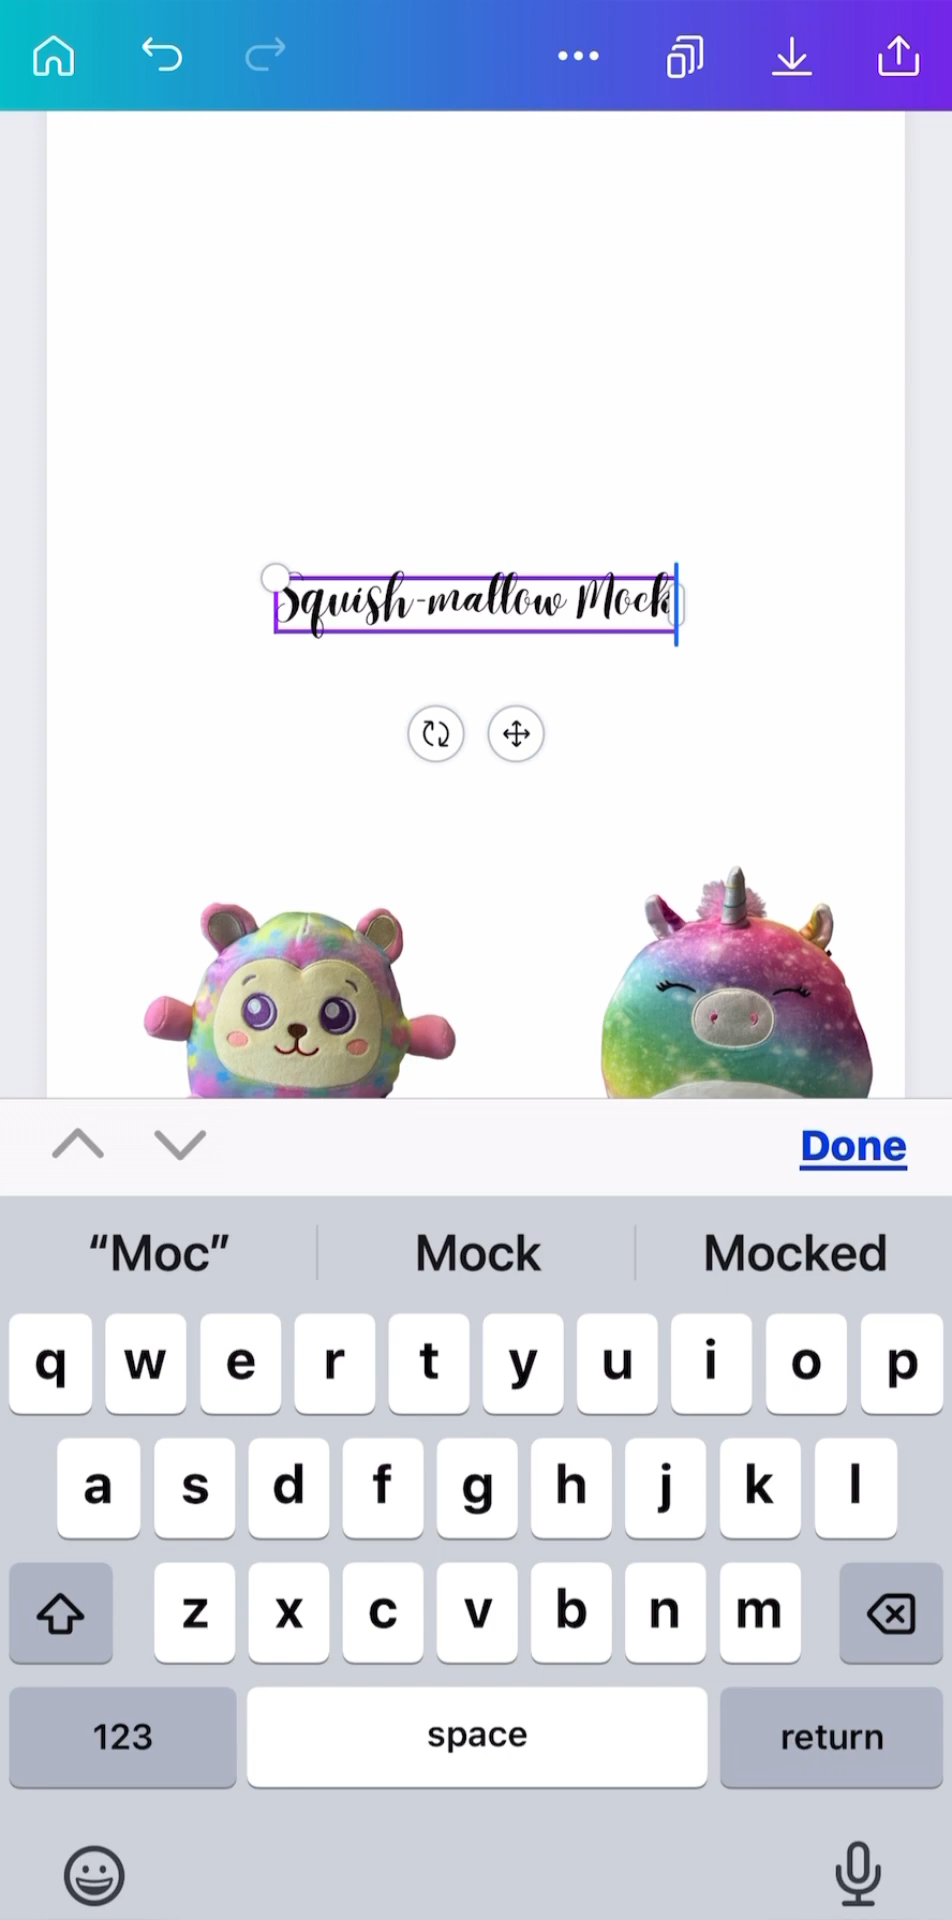 Squish-mallow Mock
Done
“Moc” Mock Mocked
q w e r t y u i o p
a s d f g h j k l
z x c v b n m
123 space return